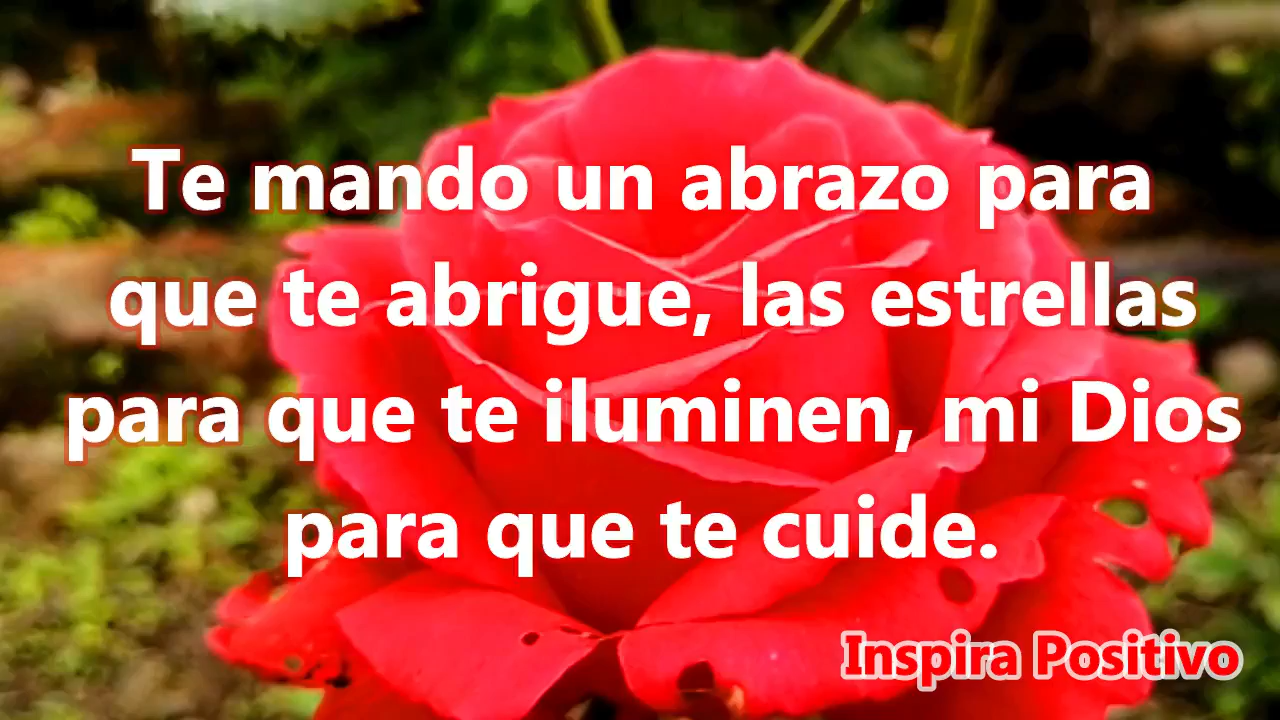 Te mando un abrazo para
que te abrigue, las estrellas
para que te iluminen, mi Dios
para que te cuide.
Inspira Positivo